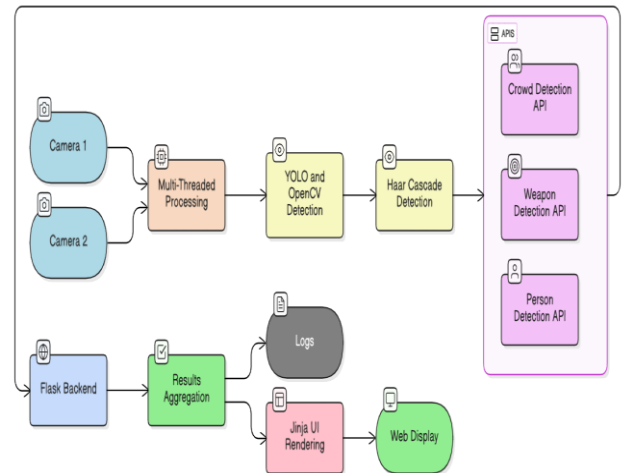 APIS
Crowd Detection
API
Camera 1
Multi-Threaded
Processing
YOLO and
OpenCV
Detection
Haar Cascade
Detection
Weapon
Detection API
Camera 2
Person
Detection API
Logs
Flask Backend
Results
Aggregation
Jinja UI
Rendering
Web Display